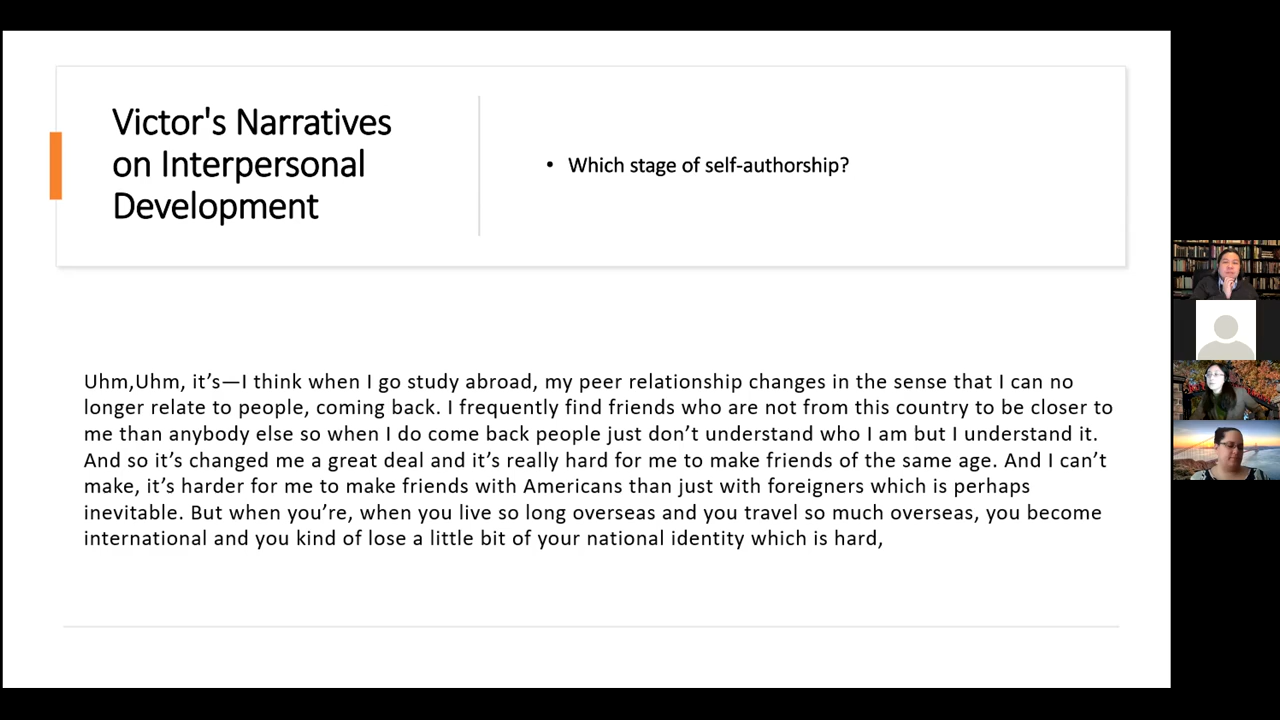 Victor's Narratives
on Interpersonal
Development
• Which stage of self-authorship?
Uhm,Uhm, it’s—I think when I go study abroad, my peer relationship changes in the sense that I can no
longer relate to people, coming back. I frequently find friends who are not from this country to be closer to
me than anybody else so when I do come back people just don’t understand who I am but I understand it.
And so it’s changed me a great deal and it’s really hard for me to make friends of the same age. And I can’t
make, it’s harder for me to make friends with Americans than just with foreigners which is perhaps
inevitable. But when you’re, when you live so long overseas and you travel so much overseas, you become
international and you kind of lose a little bit of your national identity which is hard,